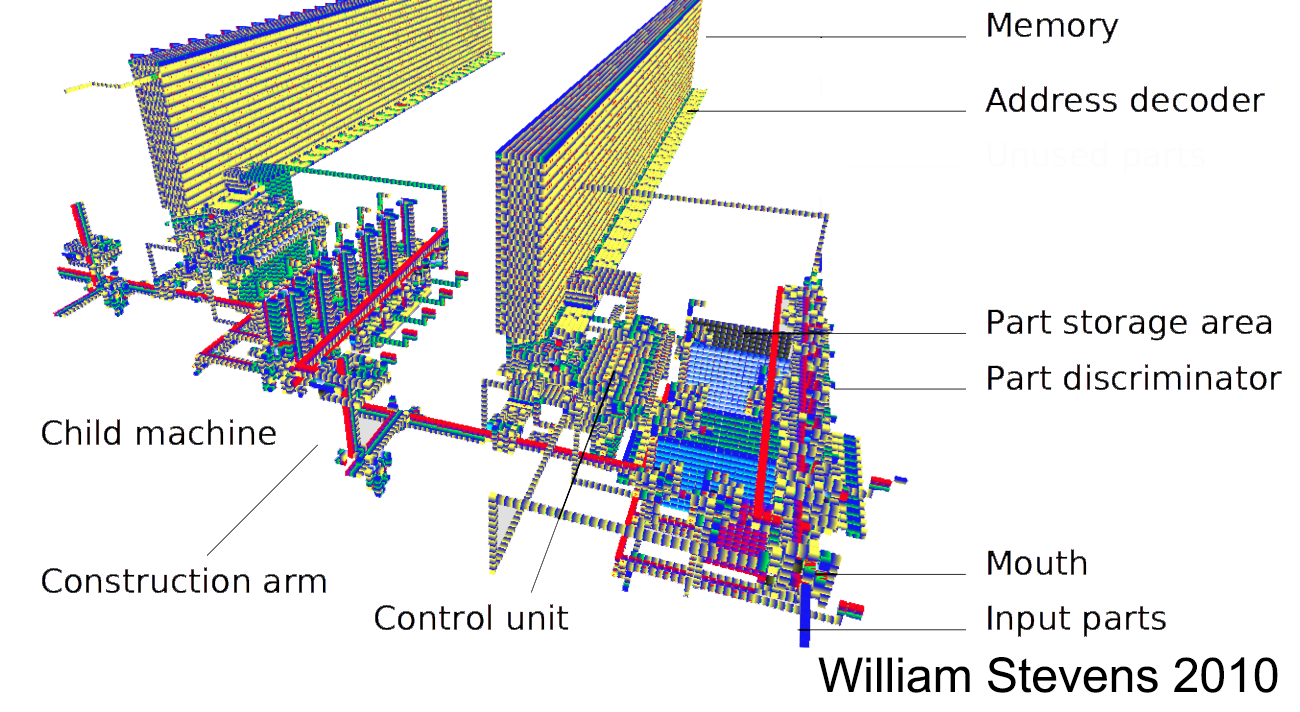 Memory
Address decoder
Unused parts
Part storage area
Part discriminator
Child machine
Mouth
Construction arm
Control unit
Input parts
William Stevens 2010